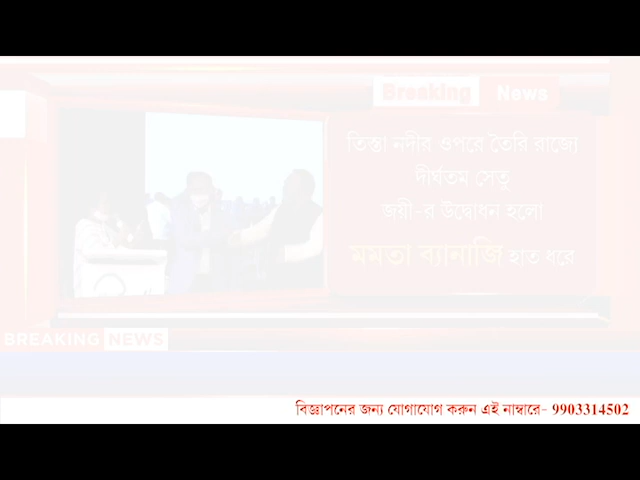 Breaking News
তিস্তা নদীর ওপরে তৈরি রাজ্যে
দীর্ঘতম সেতু
জয়ী-র উদ্বোধন হলো
মমতা ব্যানার্জি হাত ধরে
BREAKING NEWS
বিজ্ঞাপনের জন্য যোগাযোগ করুন এই নাম্বারে- 9903314502